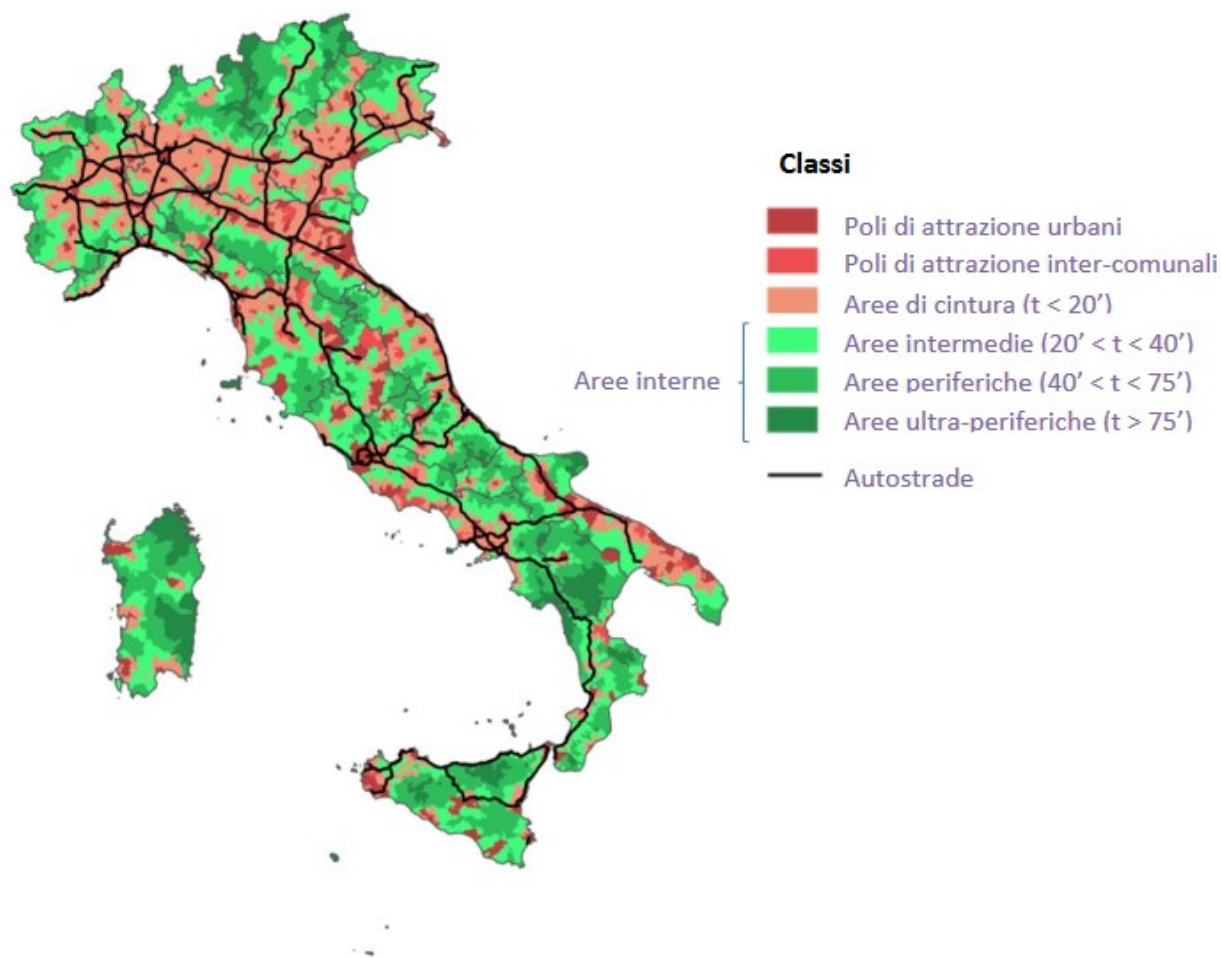 Classi
Poli di attrazione urbani
Poli di attrazione inter-comunali
Aree di cintura (t < 20’)
Aree intermedie (20’ < t < 40’)
Aree interne
Aree periferiche (40’ < t < 75’)
Aree ultra-periferiche (t > 75’)
Autostrade